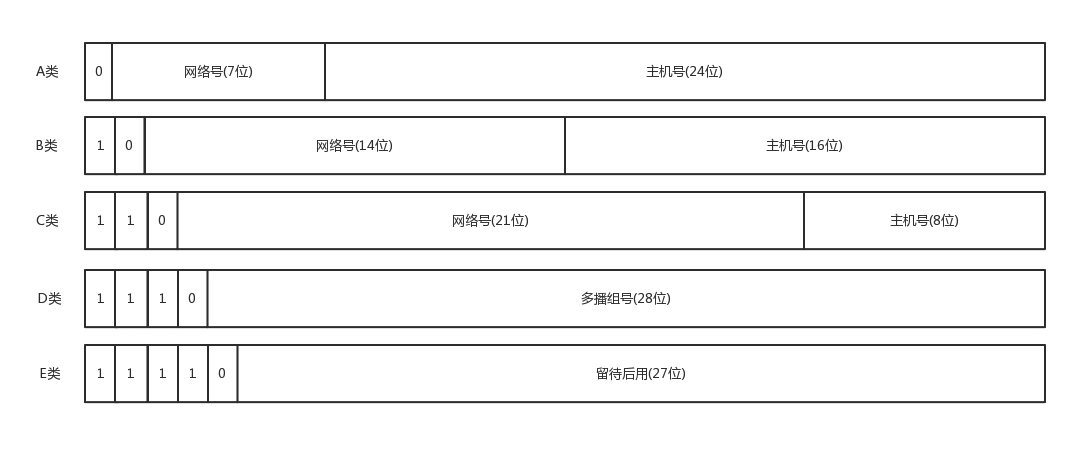 A类 0 网络号(7位) 主机号(24位)
B类 1 0 网络号(14位) 主机号(16位)
C类 1 1 0 网络号(21位) 主机号(8位)
D类 1 1 1 0 多播组号(28位)
E类 1 1 1 1 0 留待后用(27位)